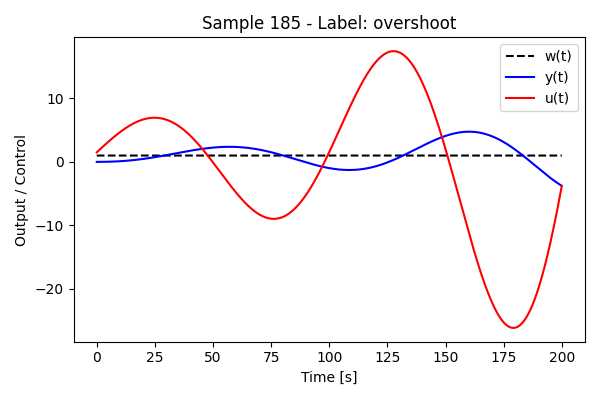 Sample 185 - Label: overshoot
w(t)
y(t)
u(t)
Output / Control
10
0
−10
−20
0 25 50 75 100 125 150 175 200
Time [s]